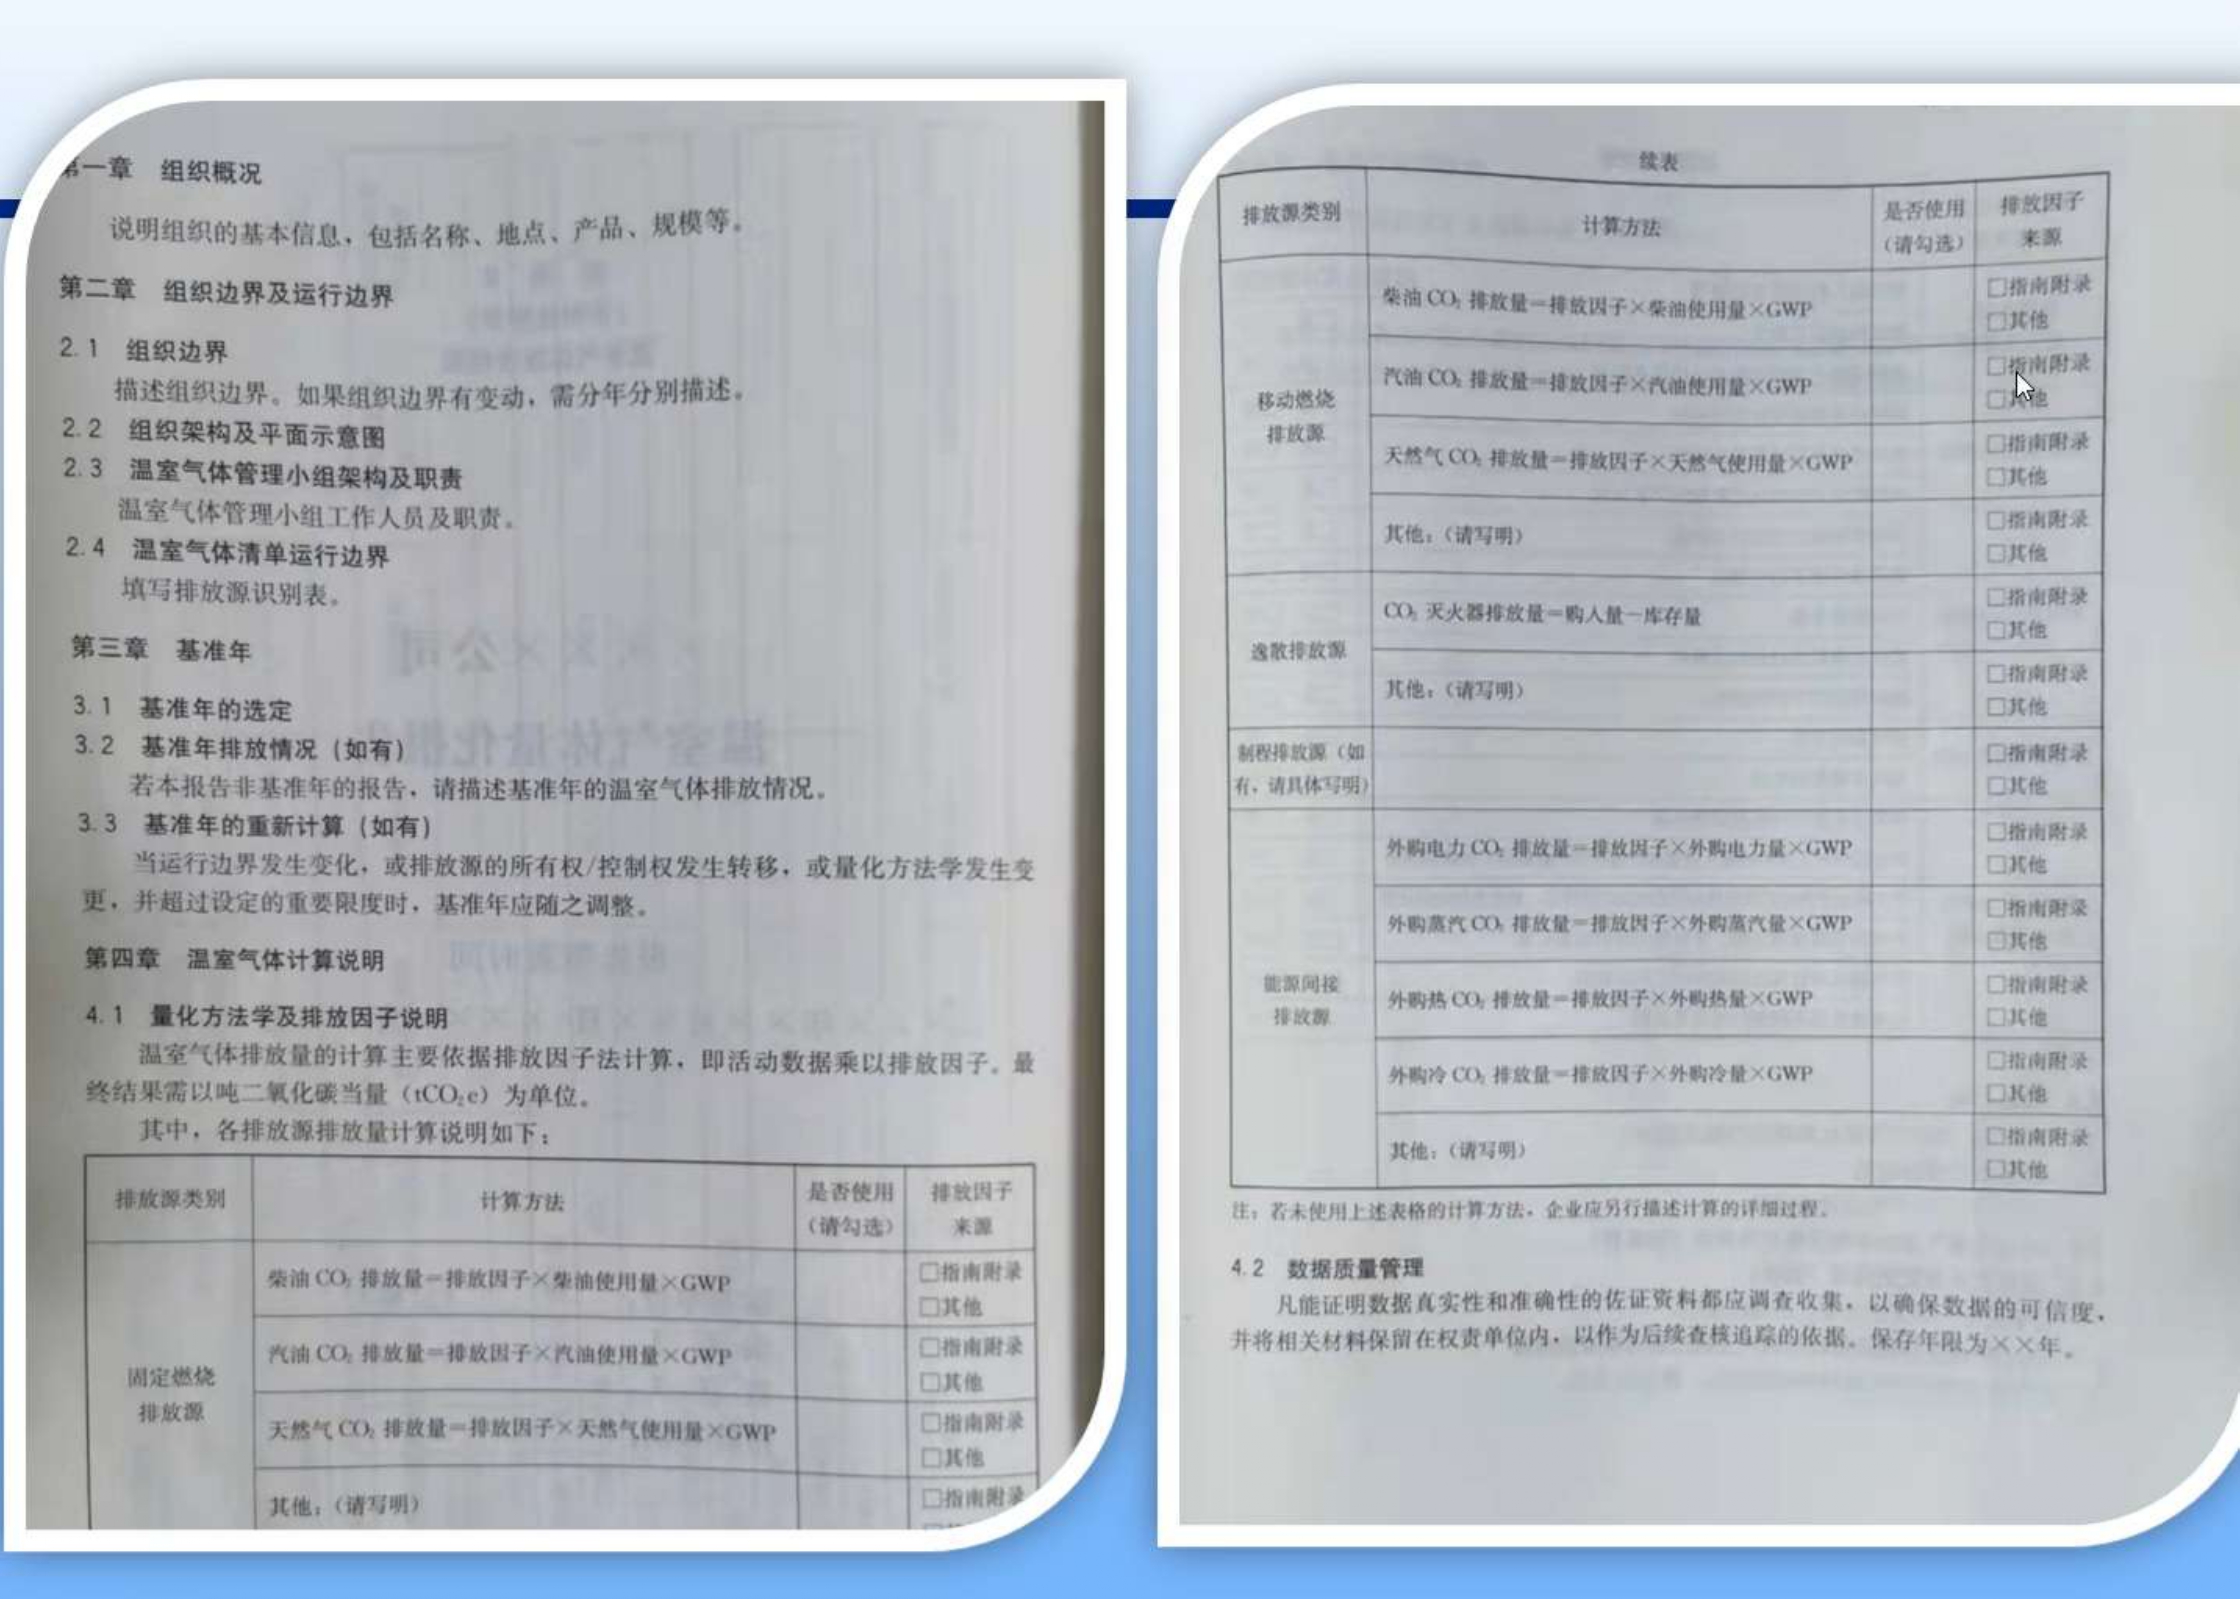 第一章 组织概况
说明组织的基本信息，包括名称、地点、产品、规模等。
第二章 组织边界及运行边界
2.1 组织边界
描述组织边界。如果组织边界有变动，需分年分别描述。
2.2 组织架构及平面示意图
2.3 温室气体管理小组架构及职责
温室气体管理小组工作人员及职责。
2.4 温室气体清单运行边界
填写排放源识别表。
第三章 基准年
3.1 基准年的选定
3.2 基准年排放情况（如有）
若本报告非基准年的报告，请描述基准年的温室气体排放情况。
3.3 基准年的重新计算（如有）
当运行边界发生变化，或排放源的所有权/控制权发生转移，或量化方法学发生变
更，并超过设定的重要限度时，基准年应随之调整。
第四章 温室气体计算说明
4.1 量化方法学及排放因子说明
温室气体排放量的计算主要依据排放因子法计算，即活动数据乘以排放因子。最
终结果需以吨二氧化碳当量（tCO₂e）为单位。
其中，各排放源排放量计算说明如下：
排放源类别 计算方法 是否使用（请勾选） 排放因子来源
固定燃烧排放源
柴油 CO₂ 排放量＝排放因子×柴油使用量×GWP □指南附录 □其他
汽油 CO₂ 排放量＝排放因子×汽油使用量×GWP □指南附录 □其他
天然气 CO₂ 排放量＝排放因子×天然气使用量×GWP □指南附录 □其他
其他：（请写明） □指南附录
续表
排放源类别 计算方法 是否使用（请勾选） 排放因子来源
移动燃烧排放源
柴油 CO₂ 排放量＝排放因子×柴油使用量×GWP □指南附录 □其他
汽油 CO₂ 排放量＝排放因子×汽油使用量×GWP □指南附录 □其他
天然气 CO₂ 排放量＝排放因子×天然气使用量×GWP □指南附录 □其他
其他：（请写明） □指南附录 □其他
逸散排放源
CO₂ 灭火器排放量＝购入量－库存量 □指南附录 □其他
其他：（请写明） □指南附录 □其他
制程排放源（如有，请具体写明） □指南附录 □其他
能源间接排放源
外购电力 CO₂ 排放量＝排放因子×外购电力量×GWP □指南附录 □其他
外购蒸汽 CO₂ 排放量＝排放因子×外购蒸汽量×GWP □指南附录 □其他
外购热 CO₂ 排放量＝排放因子×外购热量×GWP □指南附录 □其他
外购冷 CO₂ 排放量＝排放因子×外购冷量×GWP □指南附录 □其他
其他：（请写明） □指南附录 □其他
注：若未使用上述表格的计算方法，企业应另行描述计算的详细过程。
4.2 数据质量管理
凡能证明数据真实性和准确性的佐证资料都应调查收集，以确保数据的可信度，
并将相关材料保留在权责单位内，以作为后续查核追踪的依据。保存年限为××年。